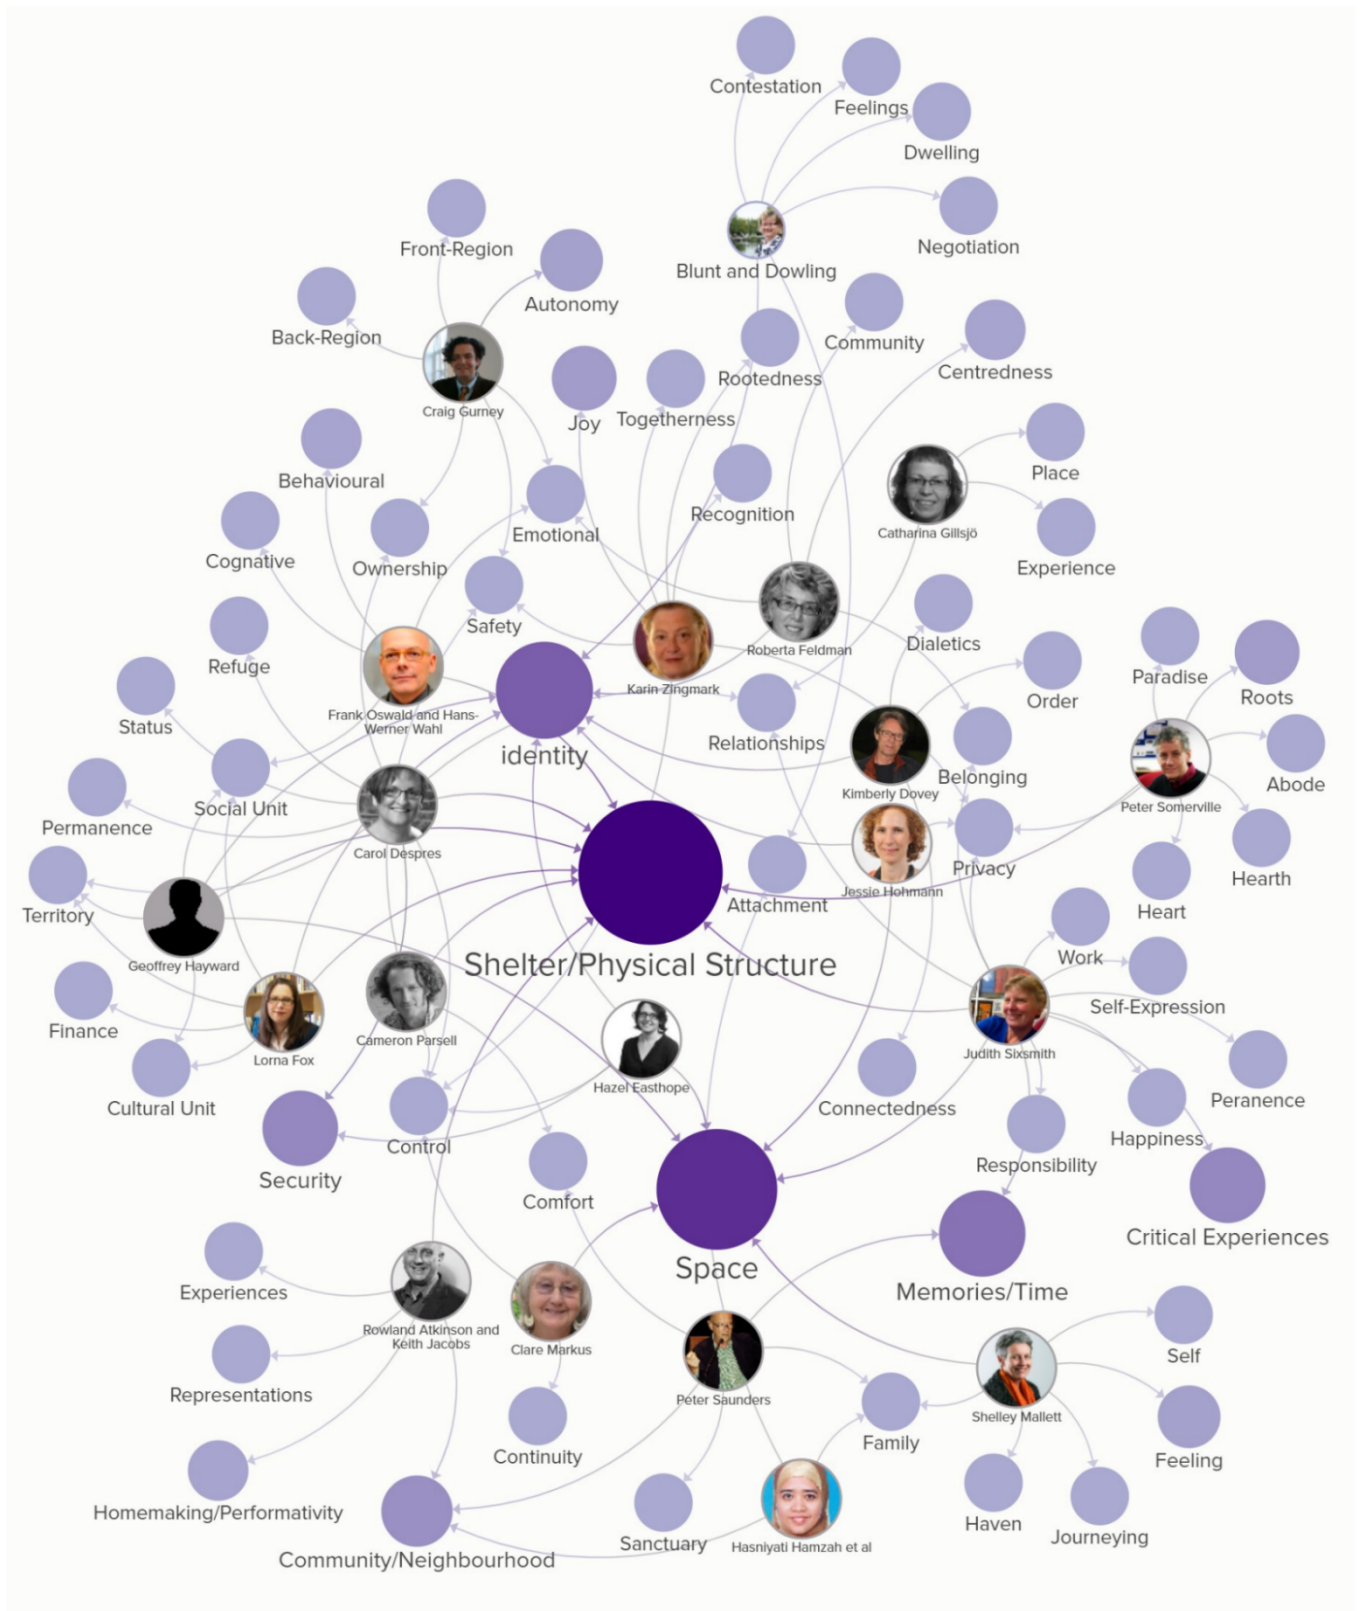 Contestation
Feelings
Dwelling
Negotiation
Blunt and Dowling
Front-Region
Autonomy
Back-Region
Craig Gurney
Community
Centredness
Rootedness
Joy
Togetherness
Behavioural
Place
Recognition
Catharina Gillsjö
Emotional
Cognitive
Ownership
Experience
Safety
Dialetics
Roberta Feldman
Refuge
Karin Zingmark
Order
Paradise
Roots
Status
Frank Oswald and Hans-
Werner Wahl
identity
Relationships
Belonging
Abode
Kimberly Dovey
Peter Somerville
Social Unit
Permanence
Carol Despres
Privacy
Hearth
Jessie Hohmann
Attachment
Heart
Territory
Geoffrey Hayward
Shelter/Physical Structure
Work
Self-Expression
Finance
Lorna Fox
Cameron Parsell
Judith Sixsmith
Hazel Easthope
Cultural Unit
Connectedness
Peranence
Control
Happiness
Security
Responsibility
Comfort
Critical Experiences
Space
Memories/Time
Experiences
Rowland Atkinson and
Keith Jacobs
Clare Markus
Self
Representations
Peter Saunders
Shelley Mallett
Family
Continuity
Feeling
Homemaking/Performativity
Haven
Journeying
Sanctuary
Hasniyati Hamzah et al
Community/Neighbourhood